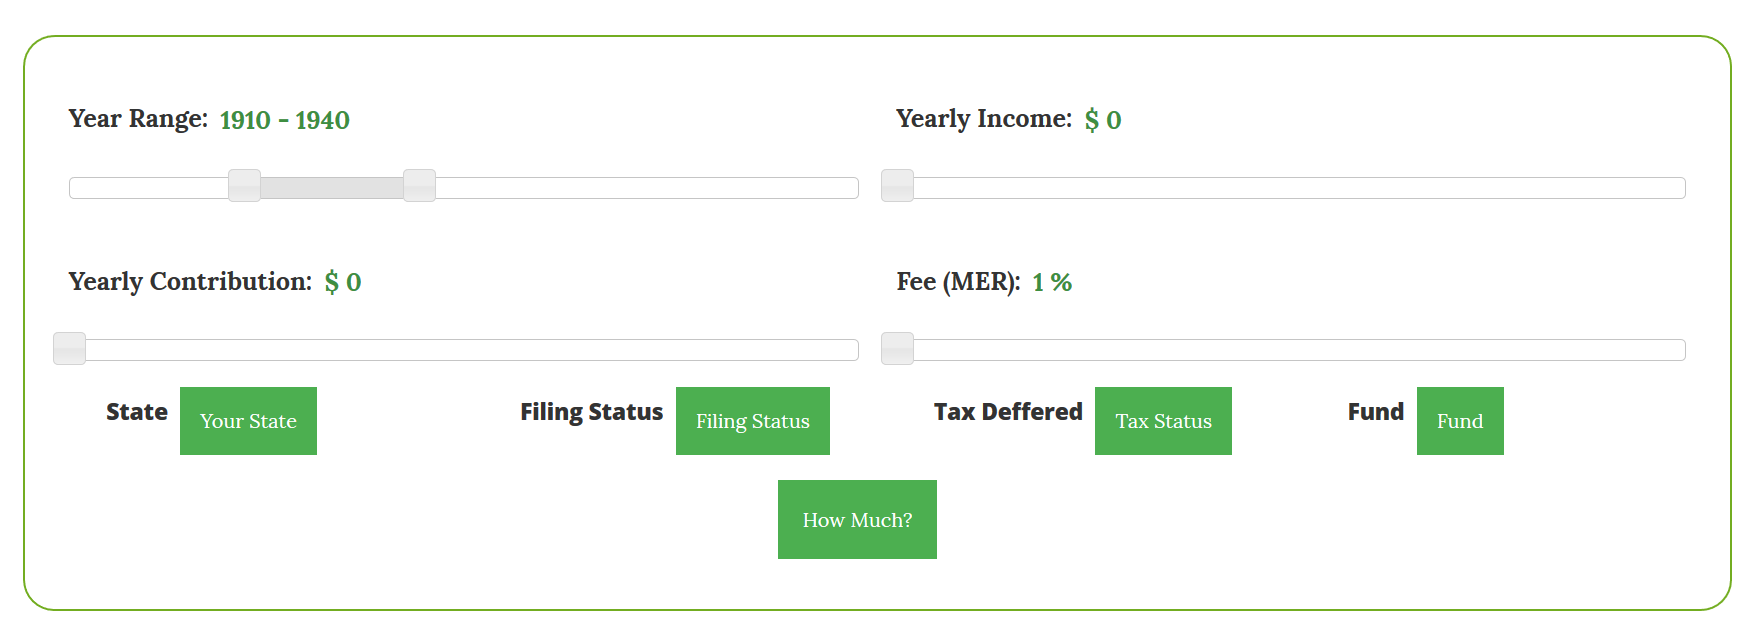 Year Range: 1910 - 1940
Yearly Income: $ 0
Yearly Contribution: $ 0
Fee (MER): 1 %
State Your State
Filing Status Filing Status
Tax Deffered Tax Status
Fund Fund
How Much?